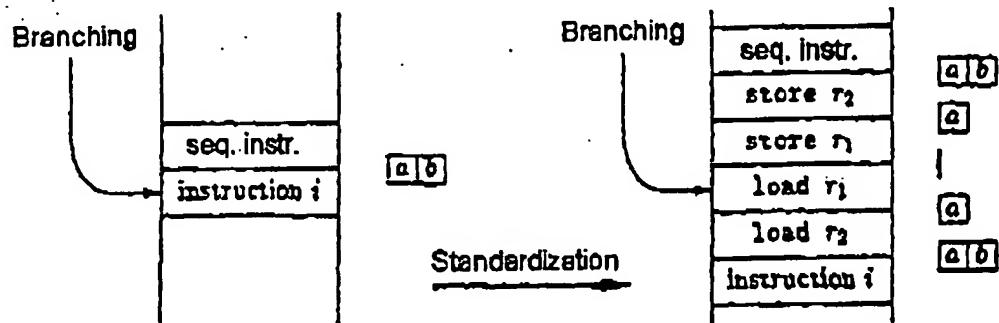 Branching
seq. instr.
instruction i
a b
Standardization
Branching
seq. instr.
store r2
store r1
load r1
load r2
instruction i
a b
a
a
a b